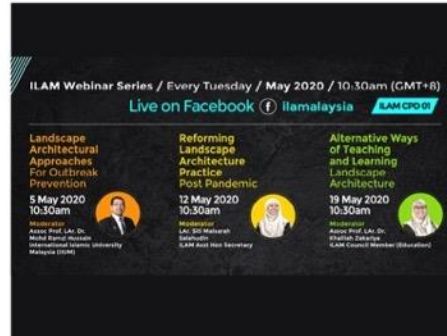 ILAM Webinar Series / Every Tuesday / May 2020 / 10:30am (GMT+8)
Live on Facebook f ilamalaysia
ILAM CPD 01
Landscape
Architectural
Approaches
For Outbreak
Prevention
5 May 2020
10:30am
Moderator
Assoc Prof. LAr. Dr.
Mohd Ramzi Hussain
International Islamic University
Malaysia (IIUM)
Reforming
Landscape
Architecture
Practice
Post Pandemic
12 May 2020
10:30am
Moderator
LAr. Siti Maisarah
Salahudin
ILAM Asst Hon Secretary
Alternative Ways
of Teaching
and Learning
Landscape
Architecture
19 May 2020
10:30am
Moderator
Assoc Prof. LAr. Dr.
Khalilah Zakariya
ILAM Council Member (Education)